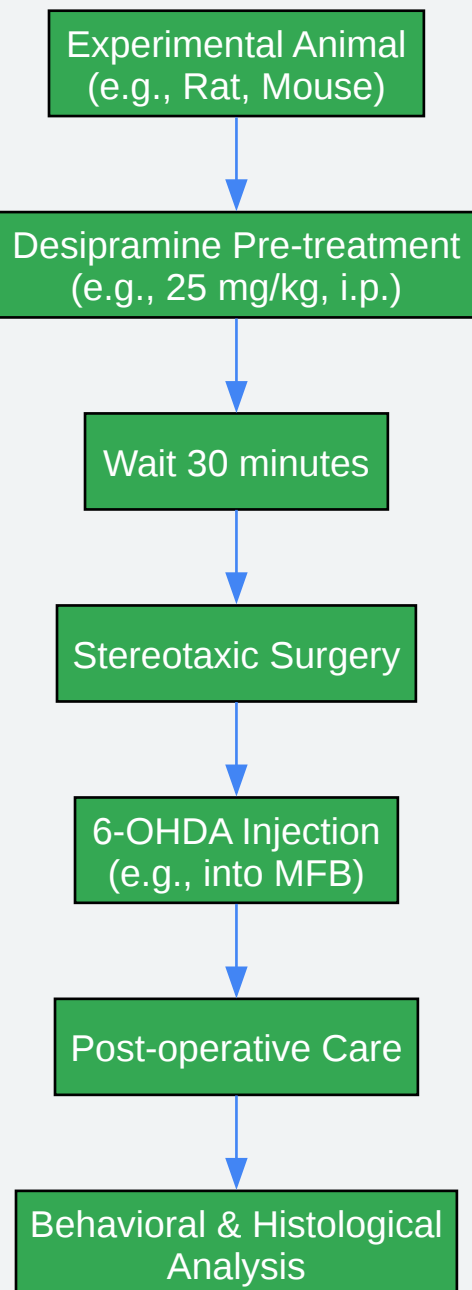 Experimental Animal
(e.g., Rat, Mouse)
Desipramine Pre-treatment
(e.g., 25 mg/kg, i.p.)
Wait 30 minutes
Stereotaxic Surgery
6-OHDA Injection
(e.g., into MFB)
Post-operative Care
Behavioral & Histological
Analysis